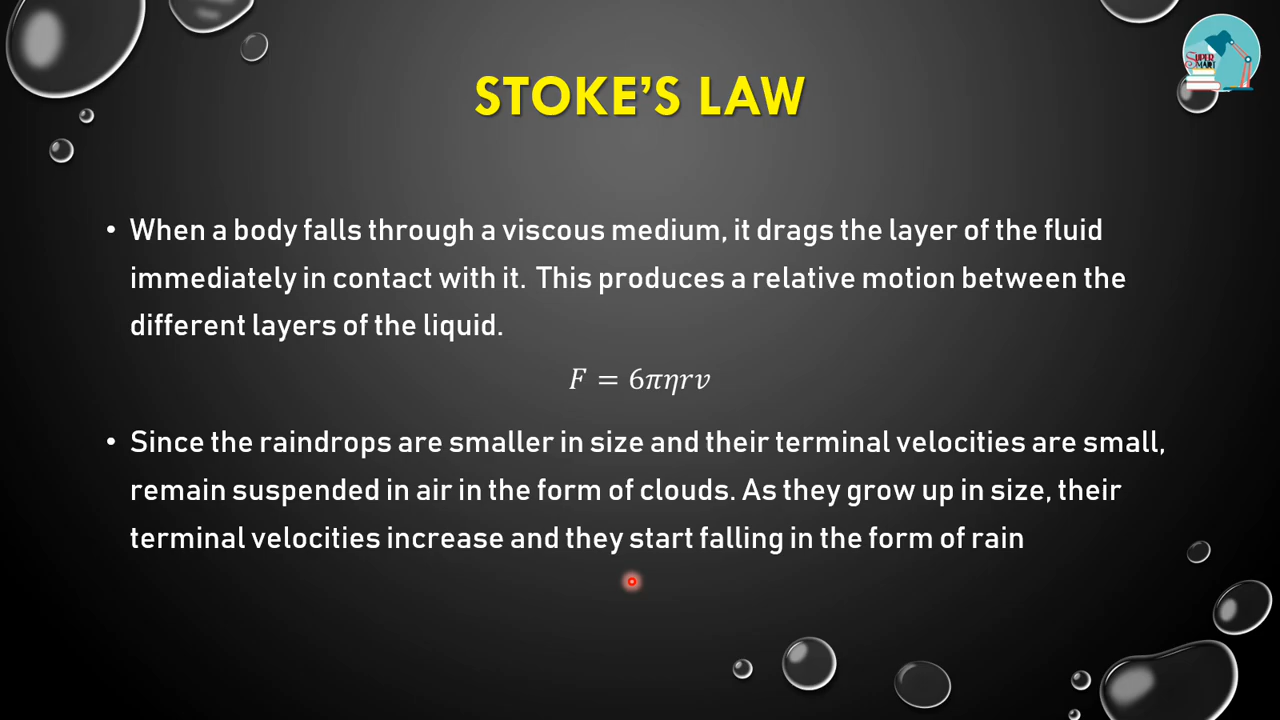 SUPER
SMART
STOKE'S LAW
• When a body falls through a viscous medium, it drags the layer of the fluid
immediately in contact with it. This produces a relative motion between the
different layers of the liquid.
F = 6πηrv
• Since the raindrops are smaller in size and their terminal velocities are small,
remain suspended in air in the form of clouds. As they grow up in size, their
terminal velocities increase and they start falling in the form of rain